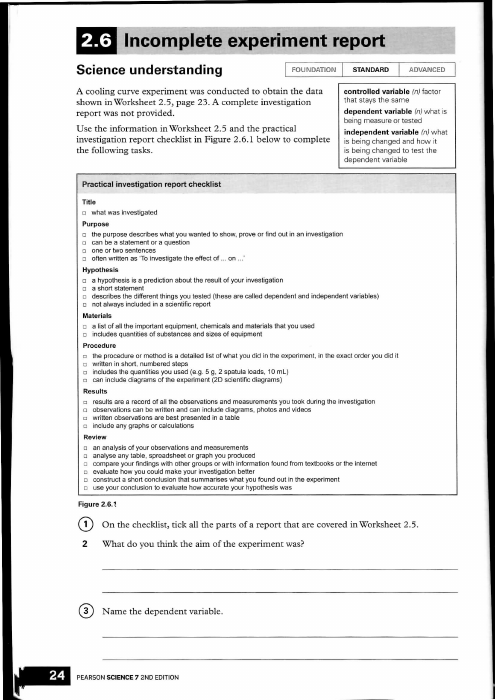 2.6 Incomplete experiment report
Science understanding
FOUNDATION STANDARD ADVANCED
A cooling curve experiment was conducted to obtain the data
shown in Worksheet 2.5, page 23. A complete investigation
report was not provided.
Use the information in Worksheet 2.5 and the practical
investigation report checklist in Figure 2.6.1 below to complete
the following tasks.
controlled variable (n) factor
that stays the same
dependent variable (n) what is
being measure or tested
independent variable (n) what
is being changed and how it
is being changed to test the
dependent variable
Practical investigation report checklist
Title
□ what was investigated
Purpose
□ the purpose describes what you wanted to show, prove or find out in an investigation
□ can be a statement or a question
□ one or two sentences
□ often written as 'To investigate the effect of ... on ...'
Hypothesis
□ a hypothesis is a prediction about the result of your investigation
□ a short statement
□ describes the different things you tested (these are called dependent and independent variables)
□ not always included in a scientific report
Materials
□ a list of all the important equipment, chemicals and materials that you used
□ includes quantities of substances and sizes of equipment
Procedure
□ the procedure or method is a detailed list of what you did in the experiment, in the exact order you did it
□ written in short, numbered steps
□ includes the quantities you used (e.g. 5 g, 2 spatula loads, 10 mL)
□ can include diagrams of the experiment (2D scientific diagrams)
Results
□ results are a record of all the observations and measurements you took during the investigation
□ observations can be written and can include diagrams, photos and videos
□ written observations are best presented in a table
□ include any graphs or calculations
Review
□ an analysis of your observations and measurements
□ analyse any table, spreadsheet or graph you produced
□ compare your findings with other groups or with information found from textbooks or the internet
□ evaluate how you could make your investigation better
□ construct a short conclusion that summarises what you found out in the experiment
□ use your conclusion to evaluate how accurate your hypothesis was
Figure 2.6.1
1 On the checklist, tick all the parts of a report that are covered in Worksheet 2.5.
2 What do you think the aim of the experiment was?
3 Name the dependent variable.
24 PEARSON SCIENCE 7 2ND EDITION